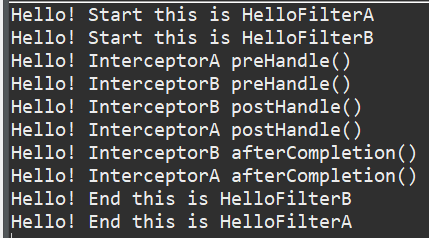 Hello! Start this is HelloFilterA
Hello! Start this is HelloFilterB
Hello! InterceptorA preHandle()
Hello! InterceptorB preHandle()
Hello! InterceptorB postHandle()
Hello! InterceptorA postHandle()
Hello! InterceptorB afterCompletion()
Hello! InterceptorA afterCompletion()
Hello! End this is HelloFilterB
Hello! End this is HelloFilterA